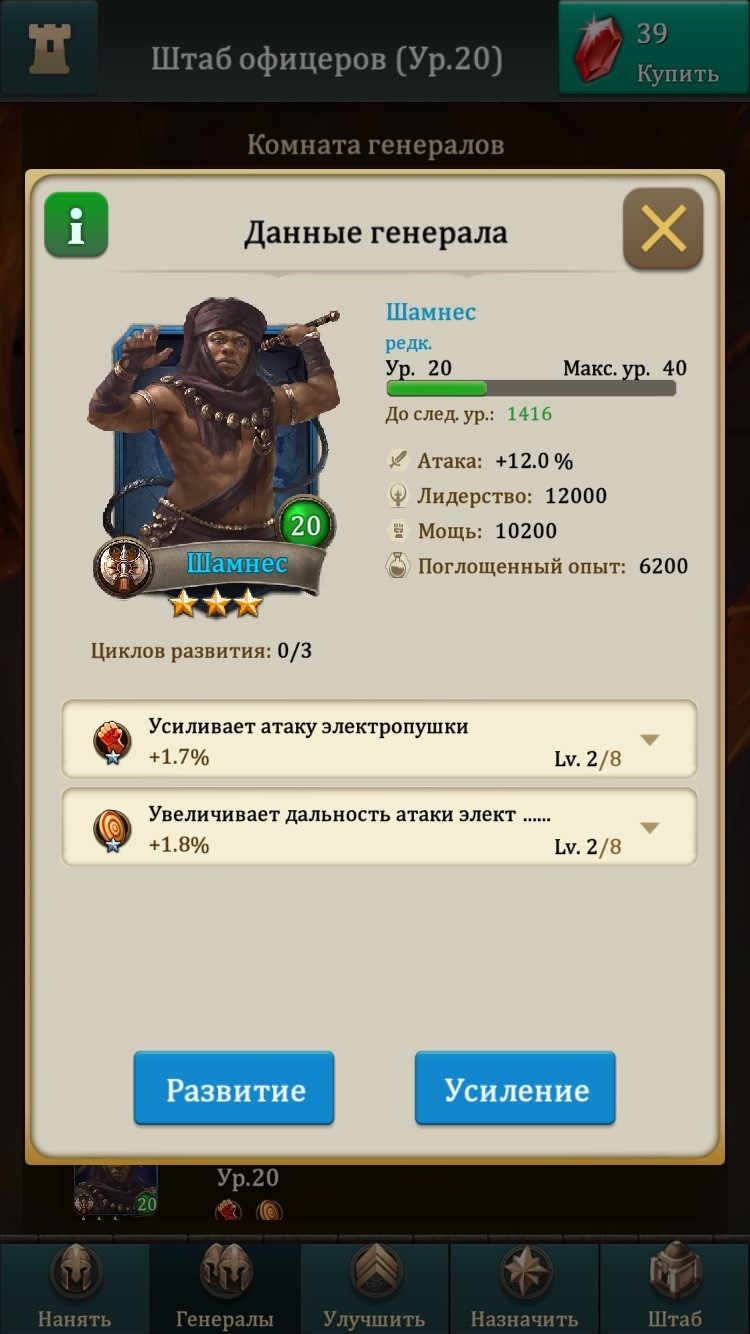 Штаб офицеров (Ур.20)
39
Купить
Комната генералов
i
Данные генерала
Шамнес
редк.
Ур. 20
Макс. ур. 40
До след. ур.: 1416
Атака: +12.0 %
Лидерство: 12000
Мощь: 10200
Поглощенный опыт: 6200
20
Шамнес
Циклов развития: 0/3
Усиливает атаку электропушки
+1.7%
Lv. 2/8
Увеличивает дальность атаки элект ......
+1.8%
Lv. 2/8
Развитие
Усиление
Ур.20
20
Нанять
Генералы
Улучшить
Назначить
Штаб